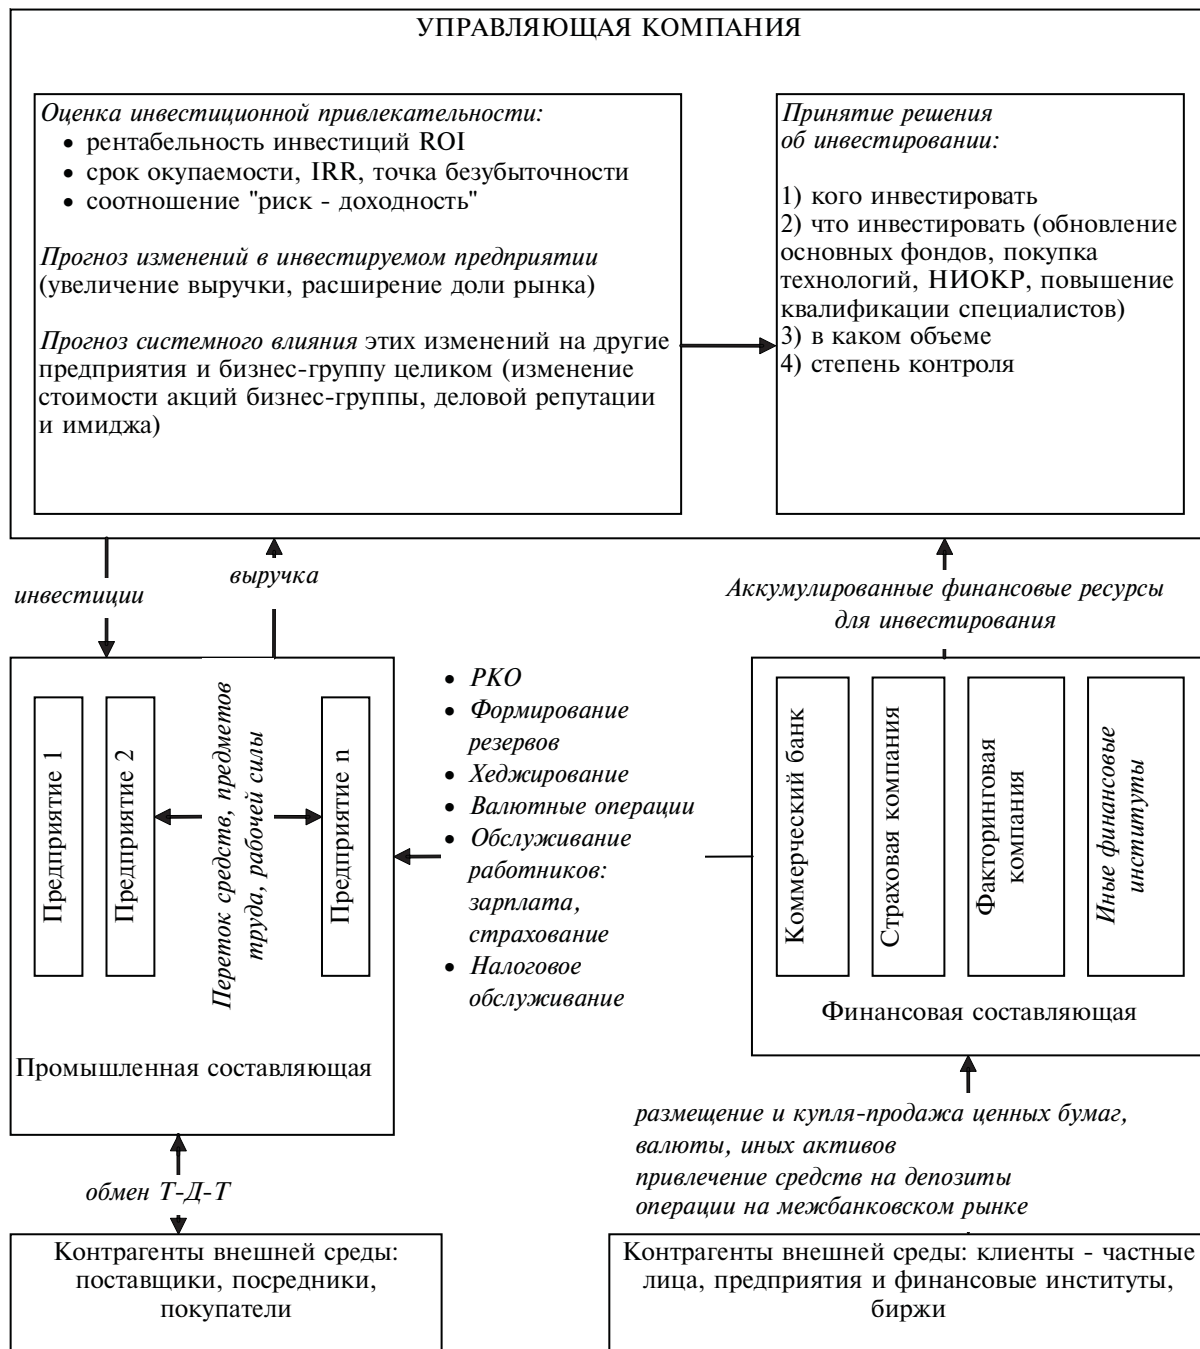 УПРАВЛЯЮЩАЯ КОМПАНИЯ
Оценка инвестиционной привлекательности:
• рентабельность инвестиций ROI
• срок окупаемости, IRR, точка безубыточности
• соотношение "риск - доходность"
Прогноз изменений в инвестируемом предприятии
(увеличение выручки, расширение доли рынка)
Прогноз системного влияния этих изменений на другие
предприятия и бизнес-группу целиком (изменение
стоимости акций бизнес-группы, деловой репутации
и имиджа)
Принятие решения
об инвестировании:
1) кого инвестировать
2) что инвестировать (обновление
основных фондов, покупка
технологий, НИОКР, повышение
квалификации специалистов)
3) в каком объеме
4) степень контроля
инвестиции
выручка
Аккумулированные финансовые ресурсы
для инвестирования
Предприятие 1
Предприятие 2
Переток средств, предметов
труда, рабочей силы
Предприятие n
Промышленная составляющая
• РКО
• Формирование
резервов
• Хеджирование
• Валютные операции
• Обслуживание
работников:
зарплата,
страхование
• Налоговое
обслуживание
Коммерческий банк
Страховая компания
Факторинговая
компания
Иные финансовые
институты
Финансовая составляющая
обмен Т-Д-Т
размещение и купля-продажа ценных бумаг,
валюты, иных активов
привлечение средств на депозиты
операции на межбанковском рынке
Контрагенты внешней среды:
поставщики, посредники,
покупатели
Контрагенты внешней среды: клиенты - частные
лица, предприятия и финансовые институты,
биржи